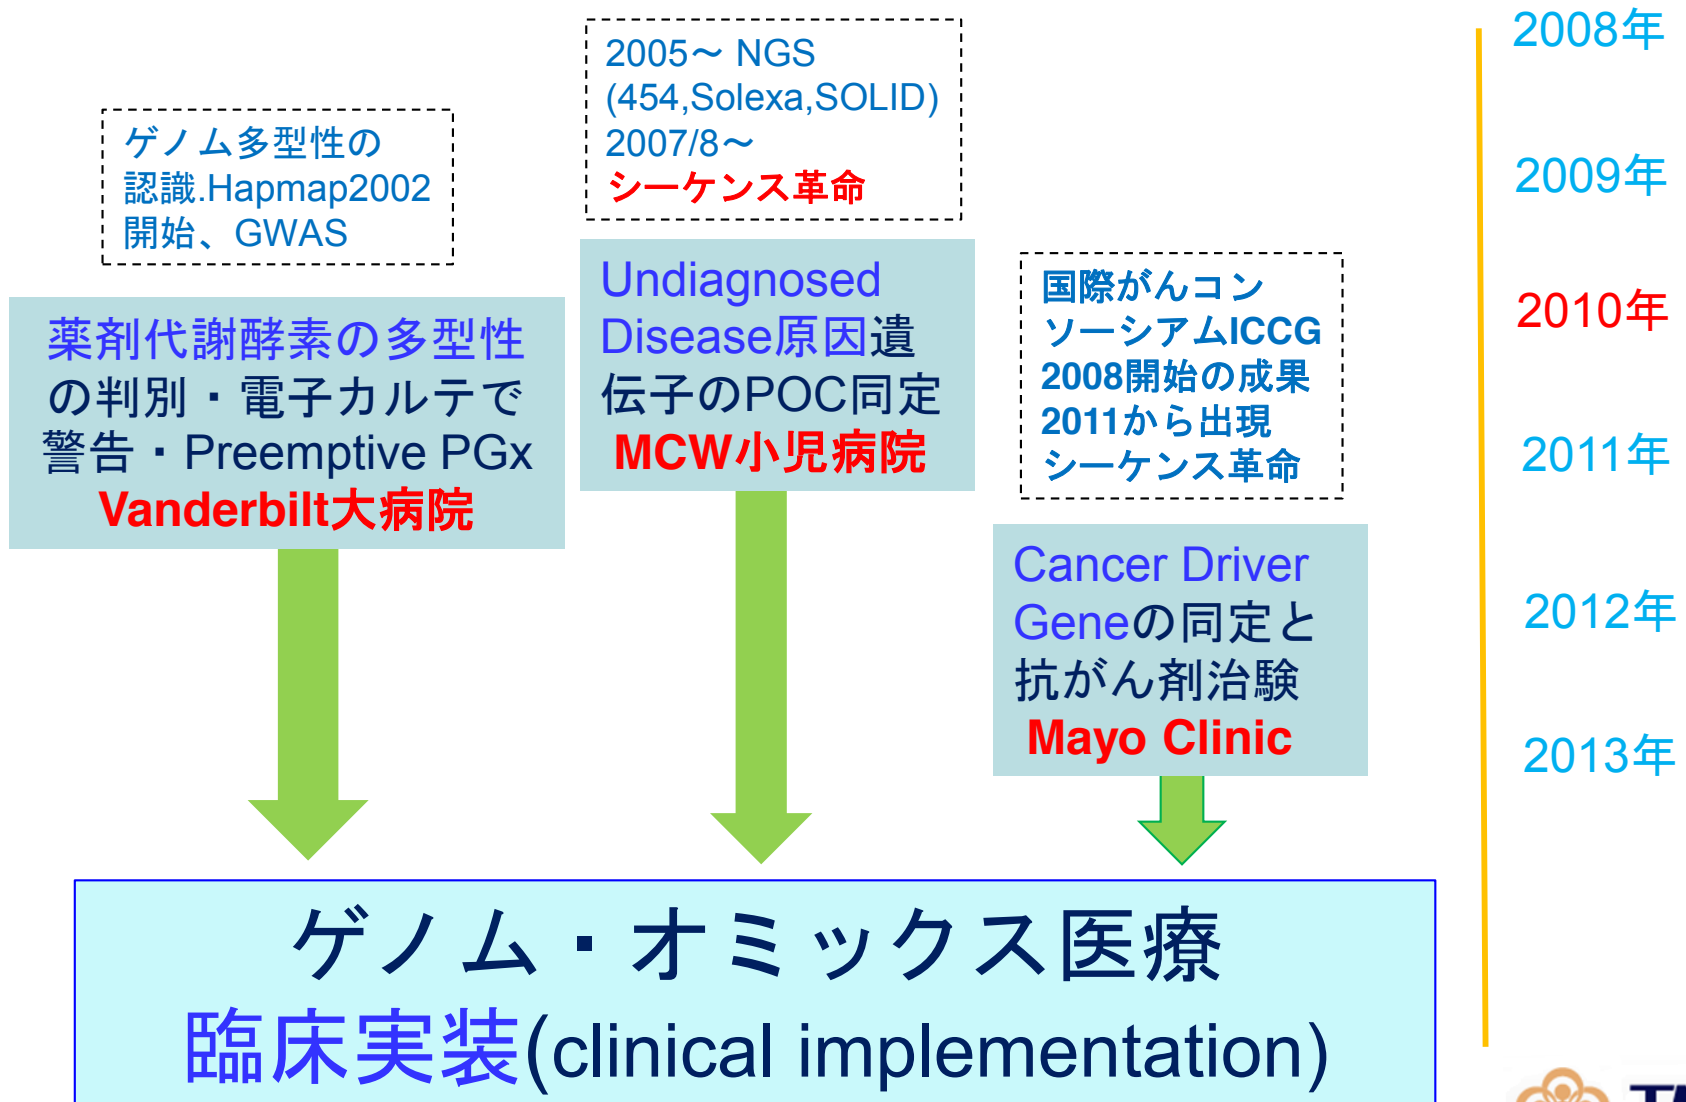 ゲノム多型性の
認識.Hapmap2002
開始、GWAS
薬剤代謝酵素の多型性
の判別・電子カルテで
警告・Preemptive PGx
Vanderbilt大病院
2005～ NGS
(454,Solexa,SOLID)
2007/8～
シーケンス革命
Undiagnosed
Disease原因遺
伝子のPOC同定
MCW小児病院
国際がんコン
ソーシアムICCG
2008開始の成果
2011から出現
シーケンス革命
Cancer Driver
Geneの同定と
抗がん剤治験
Mayo Clinic
2008年
2009年
2010年
2011年
2012年
2013年
ゲノム・オミックス医療
臨床実装(clinical implementation)